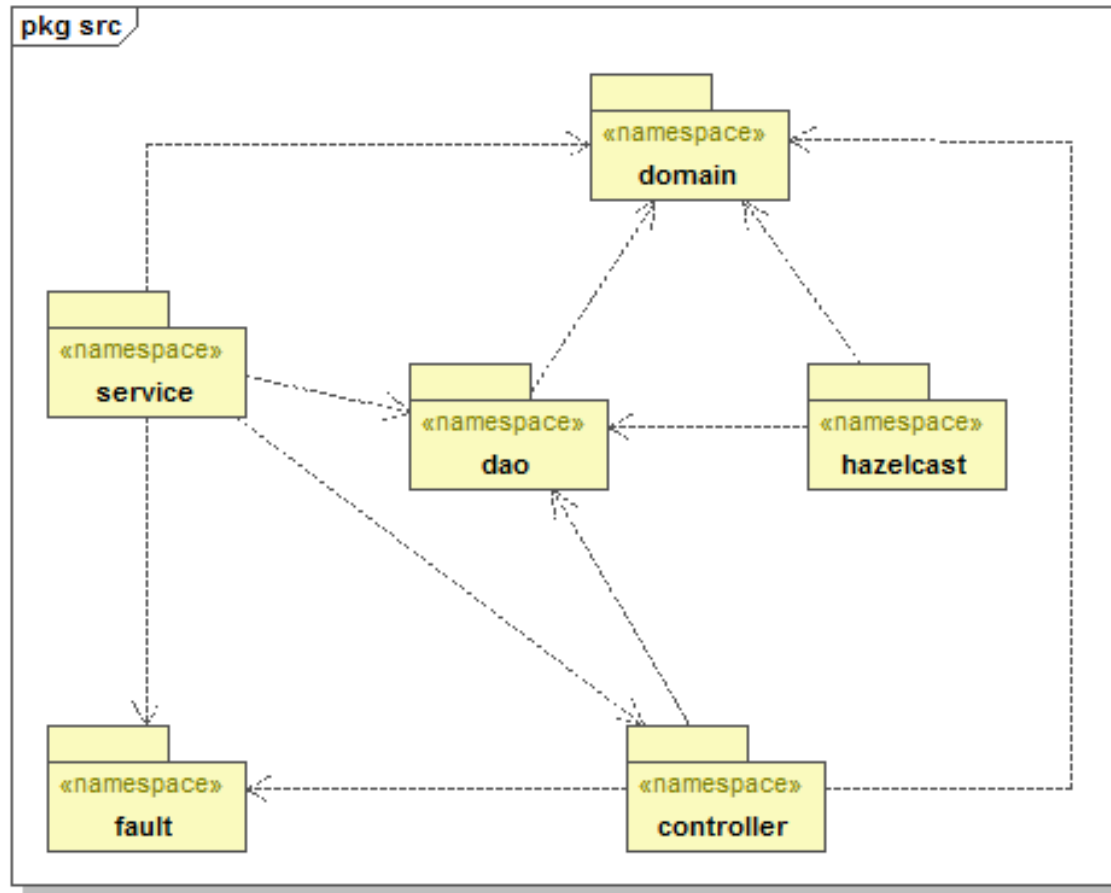 pkg src
«namespace»
domain
«namespace»
service
«namespace»
dao
«namespace»
hazelcast
«namespace»
fault
«namespace»
controller